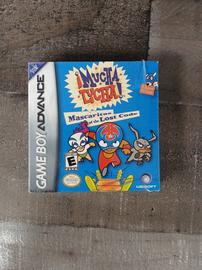 GAME BOY ADVANCE
¡MUCHA
LUCHA!
Mascaritas
of the Lost Code
E
UBISOFT